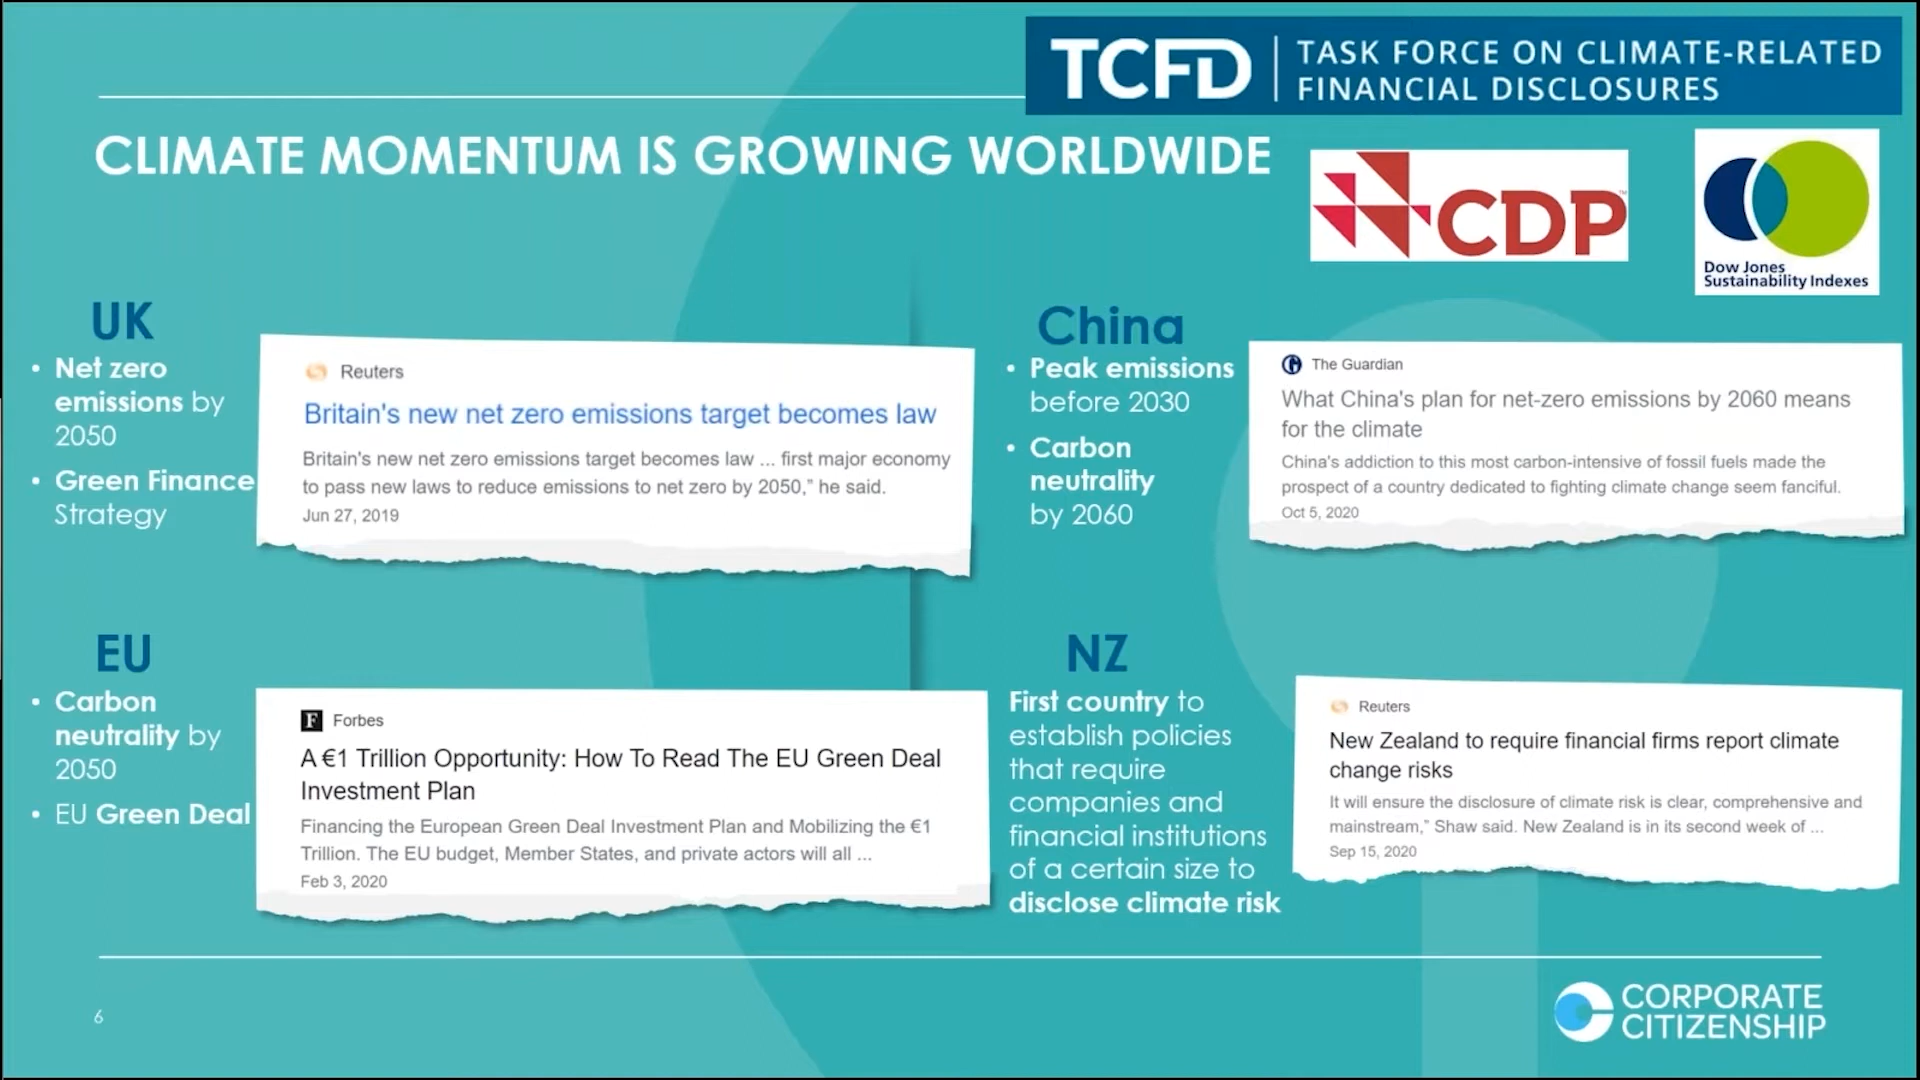 TCFD
TASK FORCE ON CLIMATE-RELATED
FINANCIAL DISCLOSURES
CLIMATE MOMENTUM IS GROWING WORLDWIDE
CDP
Dow Jones
Sustainability Indexes
UK
• Net zero
emissions by
2050
• Green Finance
Strategy
Reuters
Britain's new net zero emissions target becomes law
Britain's new net zero emissions target becomes law ... first major economy
to pass new laws to reduce emissions to net zero by 2050,” he said.
Jun 27, 2019
China
• Peak emissions
before 2030
• Carbon
neutrality
by 2060
The Guardian
What China's plan for net-zero emissions by 2060 means
for the climate
China's addiction to this most carbon-intensive of fossil fuels made the
prospect of a country dedicated to fighting climate change seem fanciful.
Oct 5, 2020
EU
• Carbon
neutrality by
2050
• EU Green Deal
F Forbes
A €1 Trillion Opportunity: How To Read The EU Green Deal
Investment Plan
Financing the European Green Deal Investment Plan and Mobilizing the €1
Trillion. The EU budget, Member States, and private actors will all ...
Feb 3, 2020
NZ
First country to
establish policies
that require
companies and
financial institutions
of a certain size to
disclose climate risk
Reuters
New Zealand to require financial firms report climate
change risks
It will ensure the disclosure of climate risk is clear, comprehensive and
mainstream,” Shaw said. New Zealand is in its second week of ...
Sep 15, 2020
6
CORPORATE
CITIZENSHIP